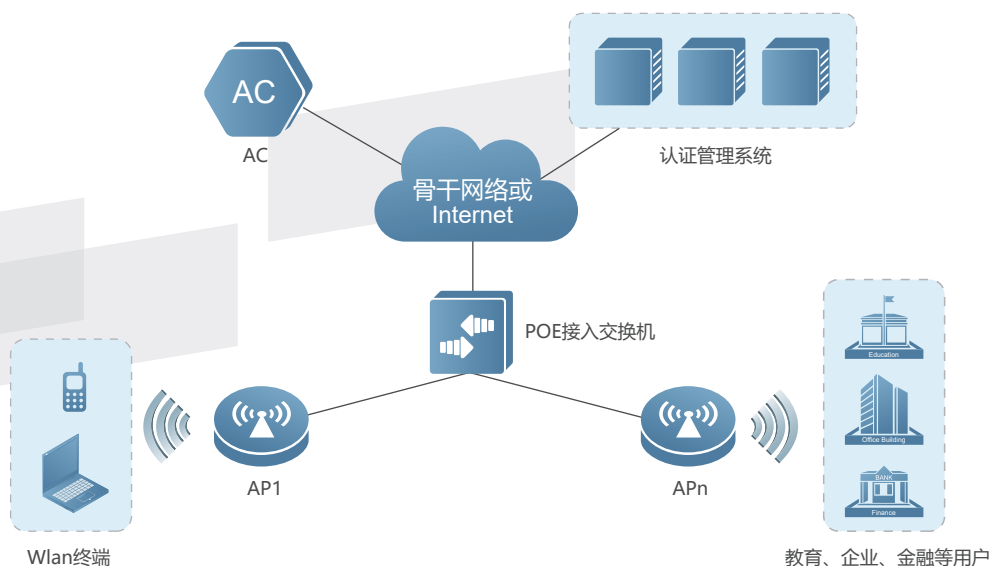 AC
AC
认证管理系统
骨干网络或
Internet
POE接入交换机
Education
Office Building
BANK
Finance
AP1
APn
Wlan终端
教育、企业、金融等用户